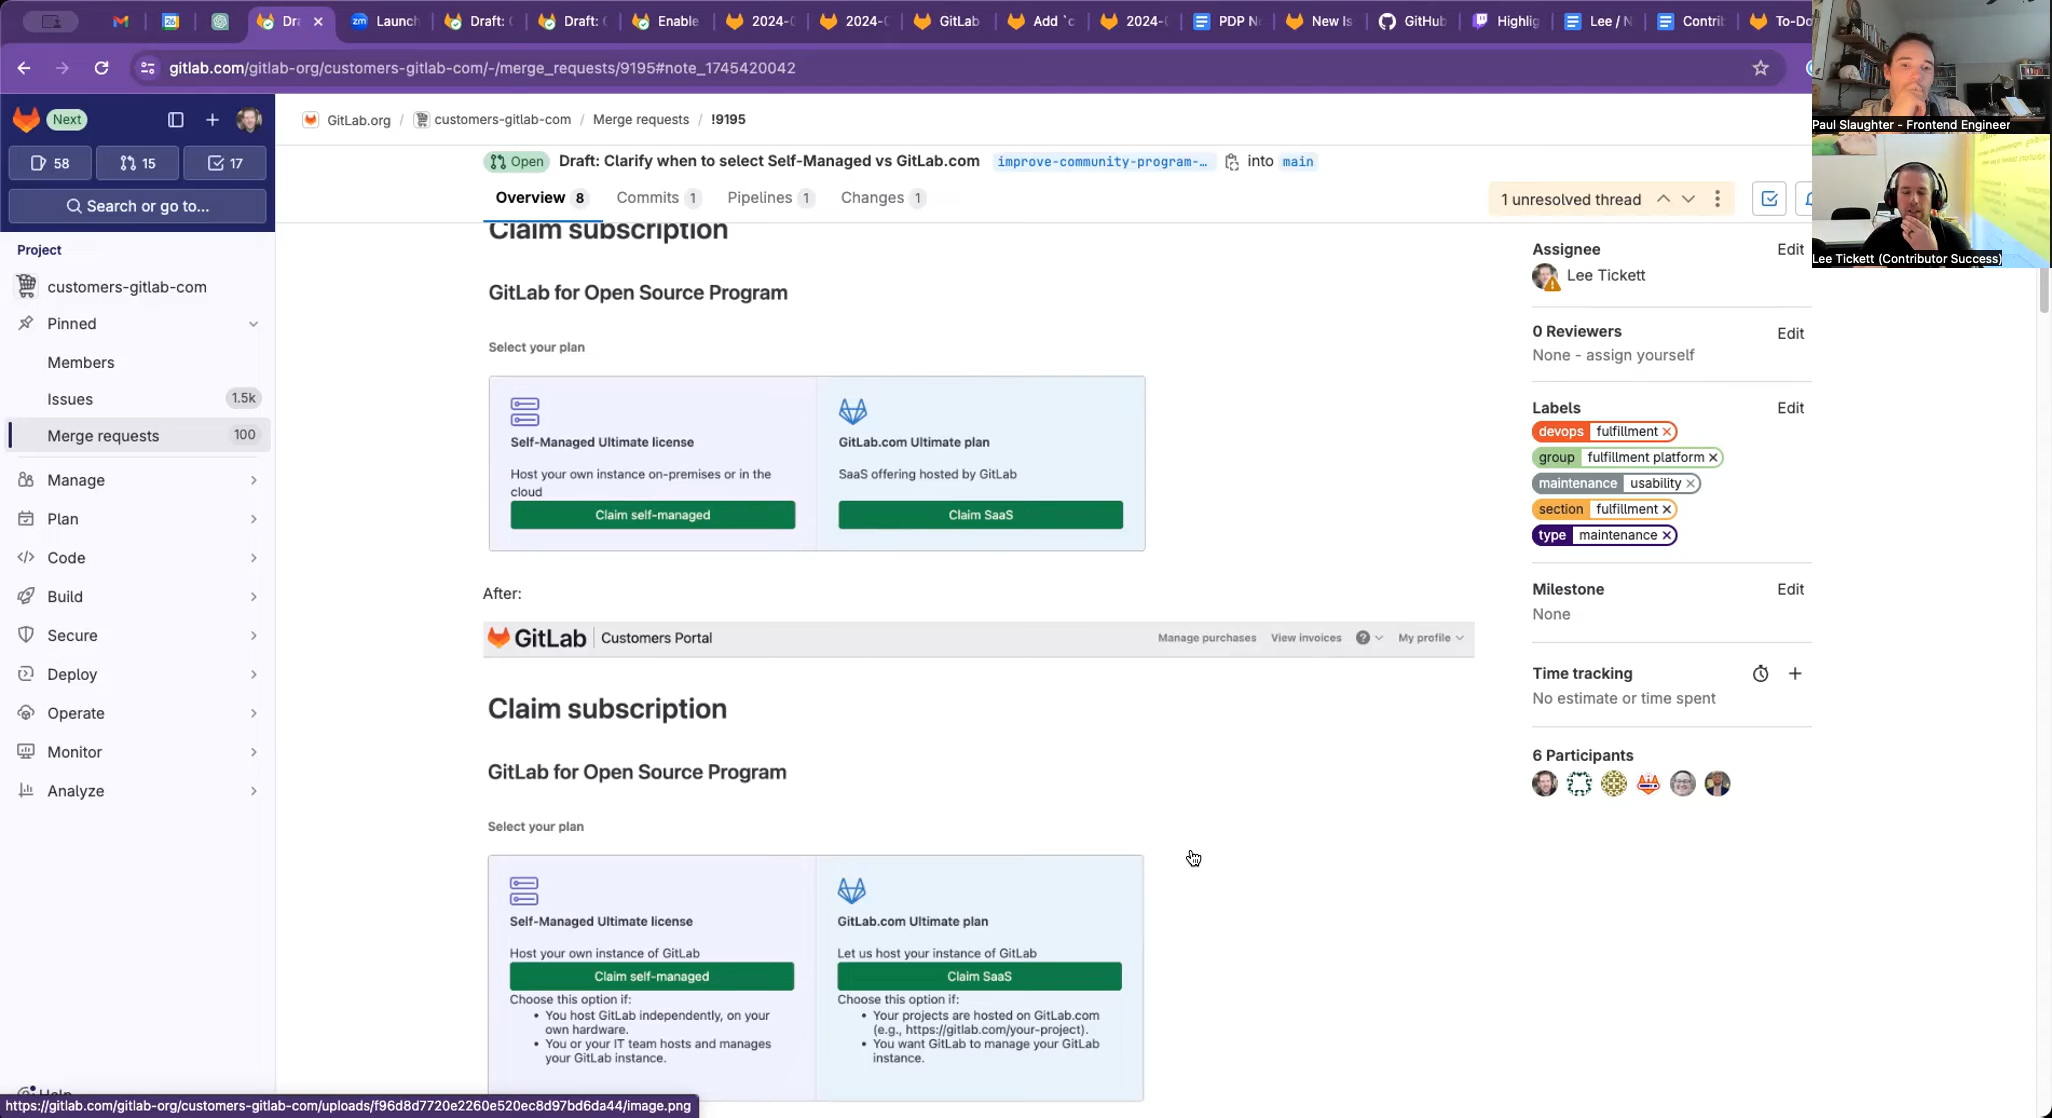 Dra
Launch
Draft: (
Draft: (
Enable
2024-
2024-
GitLab
Add `c
2024-
PDP N
New Is
GitHub
Highlig
Lee / N
Contrib
To-Do
gitlab.com/gitlab-org/customers-gitlab-com/-/merge_requests/9195#note_1745420042
Paul Slaughter - Frontend Engineer
Lee Tickett (Contributor Success)
Next
58
15
17
Search or go to...
Project
customers-gitlab-com
Pinned
Members
Issues 1.5k
Merge requests 100
Manage
Plan
Code
Build
Secure
Deploy
Operate
Monitor
Analyze
Help
GitLab.org / customers-gitlab-com / Merge requests / !9195
Open Draft: Clarify when to select Self-Managed vs GitLab.com improve-community-program-… into main
Overview 8 Commits 1 Pipelines 1 Changes 1
1 unresolved thread
Claim subscription
GitLab for Open Source Program
Select your plan
Self-Managed Ultimate license
Host your own instance on-premises or in the
cloud
Claim self-managed
GitLab.com Ultimate plan
SaaS offering hosted by GitLab
Claim SaaS
After:
GitLab Customers Portal Manage purchases View invoices ? My profile
Claim subscription
GitLab for Open Source Program
Select your plan
Self-Managed Ultimate license
Host your own instance of GitLab
Claim self-managed
Choose this option if:
• You host GitLab independently, on your
own hardware.
• You or your IT team hosts and manages
your GitLab instance.
GitLab.com Ultimate plan
Let us host your instance of GitLab
Claim SaaS
Choose this option if:
• Your projects are hosted on GitLab.com
(e.g., https://gitlab.com/your-project).
• You want GitLab to manage your GitLab
instance.
Assignee Edit
Lee Tickett
0 Reviewers Edit
None - assign yourself
Labels Edit
devops fulfillment ×
group fulfillment platform ×
maintenance usability ×
section fulfillment ×
type maintenance ×
Milestone Edit
None
Time tracking
No estimate or time spent
6 Participants
https://gitlab.com/gitlab-org/customers-gitlab-com/uploads/f96d8d7720e2260e520ec8d97bd6da44/image.png